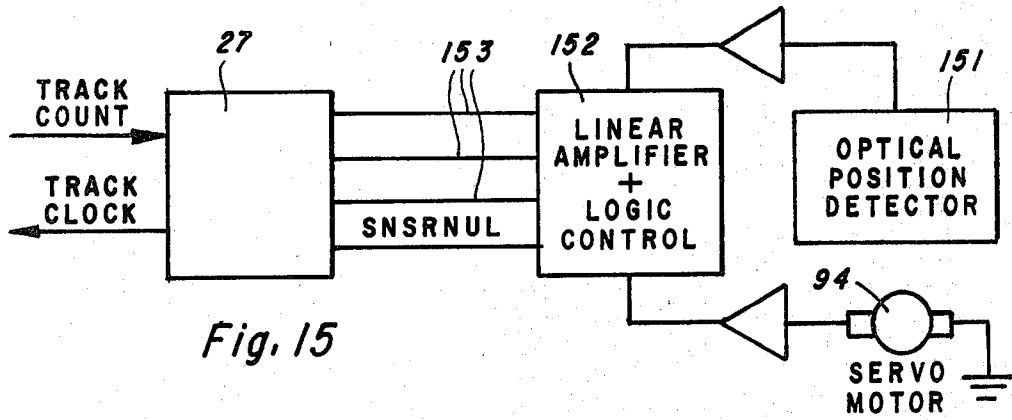 27
153
152
151
TRACK
COUNT
TRACK
CLOCK
SNSRNUL
LINEAR
AMPLIFIER
+
LOGIC
CONTROL
OPTICAL
POSITION
DETECTOR
94
SERVO
MOTOR
Fig. 15